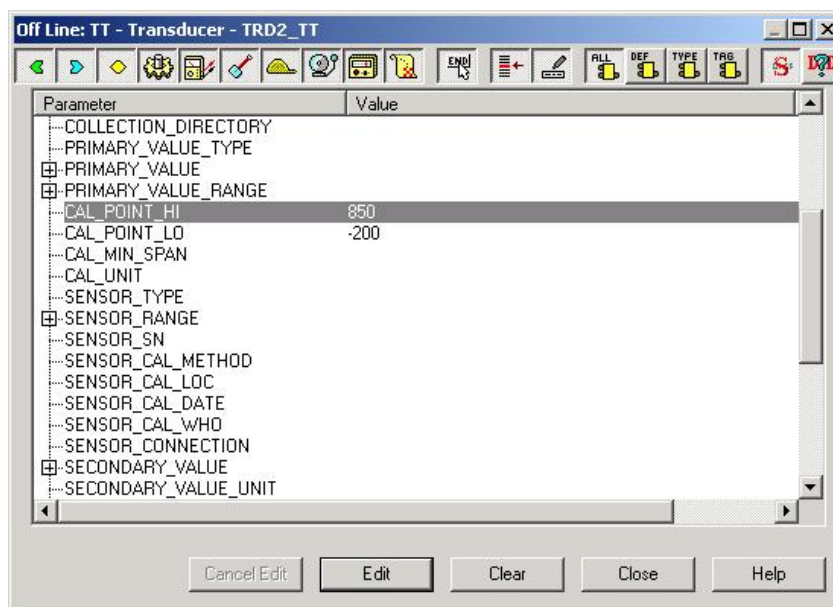 Off Line: TT - Transducer - TRD2_TT
END ALL DEF TYPE TAG S
Parameter Value
COLLECTION_DIRECTORY
PRIMARY_VALUE_TYPE
PRIMARY_VALUE
PRIMARY_VALUE_RANGE
CAL_POINT_HI 850
CAL_POINT_LO -200
CAL_MIN_SPAN
CAL_UNIT
SENSOR_TYPE
SENSOR_RANGE
SENSOR_SN
SENSOR_CAL_METHOD
SENSOR_CAL_LOC
SENSOR_CAL_DATE
SENSOR_CAL_WHO
SENSOR_CONNECTION
SECONDARY_VALUE
SECONDARY_VALUE_UNIT
Cancel Edit Edit Clear Close Help